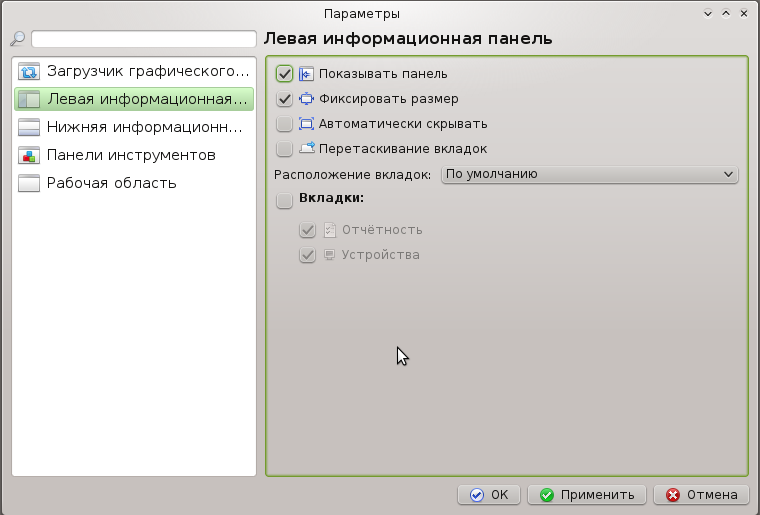 Параметры
Левая информационная панель
Загрузчик графического...
Левая информационная...
Нижняя информационн...
Панели инструментов
Рабочая область
Показывать панель
Фиксировать размер
Автоматически скрывать
Перетаскивание вкладок
Расположение вкладок: По умолчанию
Вкладки:
Отчётность
Устройства
OK Применить Отмена